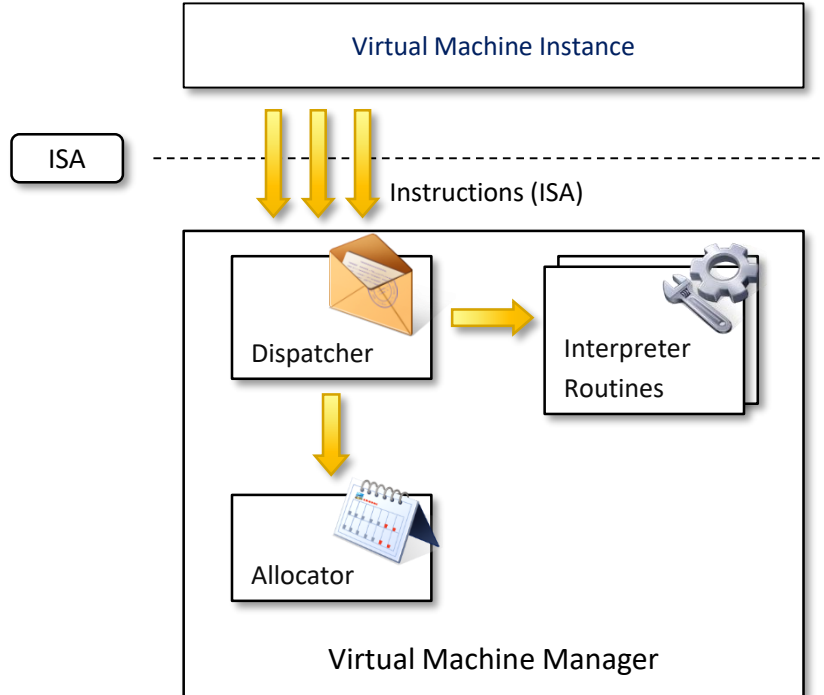 Virtual Machine Instance
ISA
Instructions (ISA)
Dispatcher
Interpreter
Routines
Allocator
Virtual Machine Manager